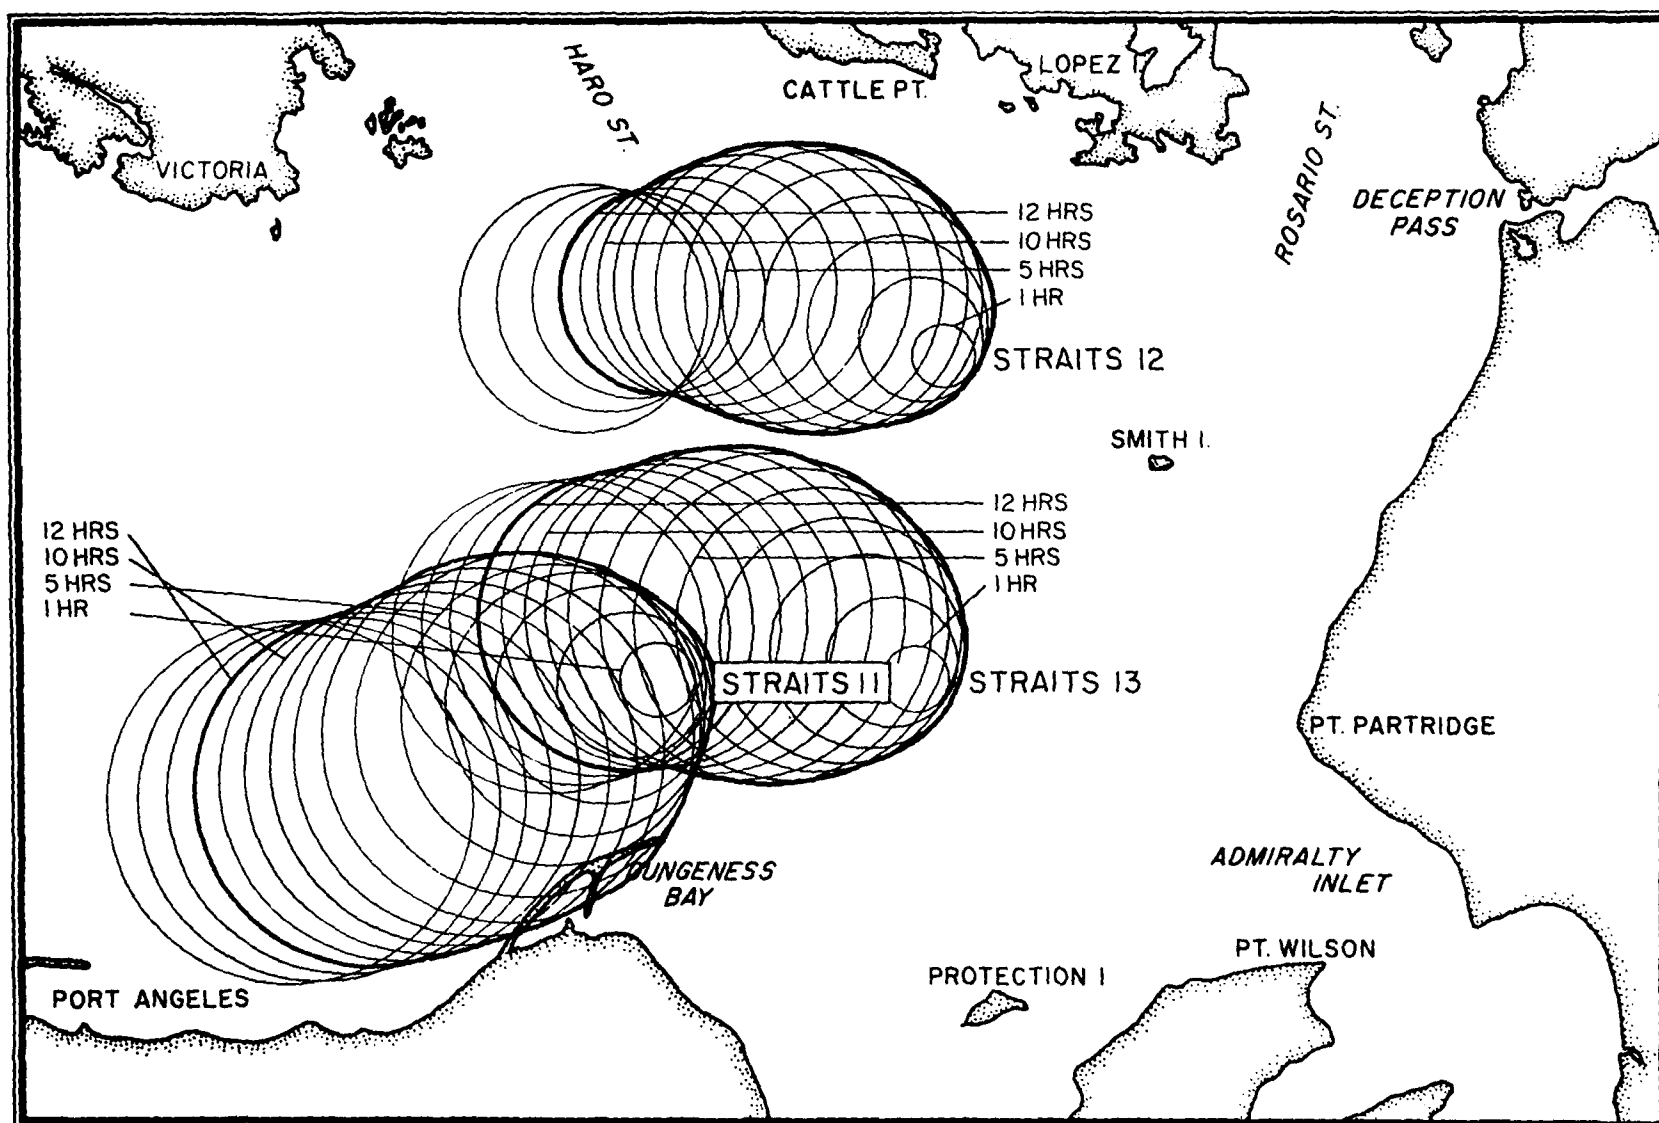 HARO ST.
CATTLE PT.
LOPEZ I.
VICTORIA
ROSARIO ST.
DECEPTION
PASS
12 HRS
10 HRS
5 HRS
1 HR
STRAITS 12
SMITH I.
12 HRS
10 HRS
5 HRS
1 HR
12 HRS
10 HRS
5 HRS
1 HR
STRAITS 11
STRAITS 13
PT. PARTRIDGE
DUNGENESS
BAY
ADMIRALTY
INLET
PT. WILSON
PROTECTION I
PORT ANGELES